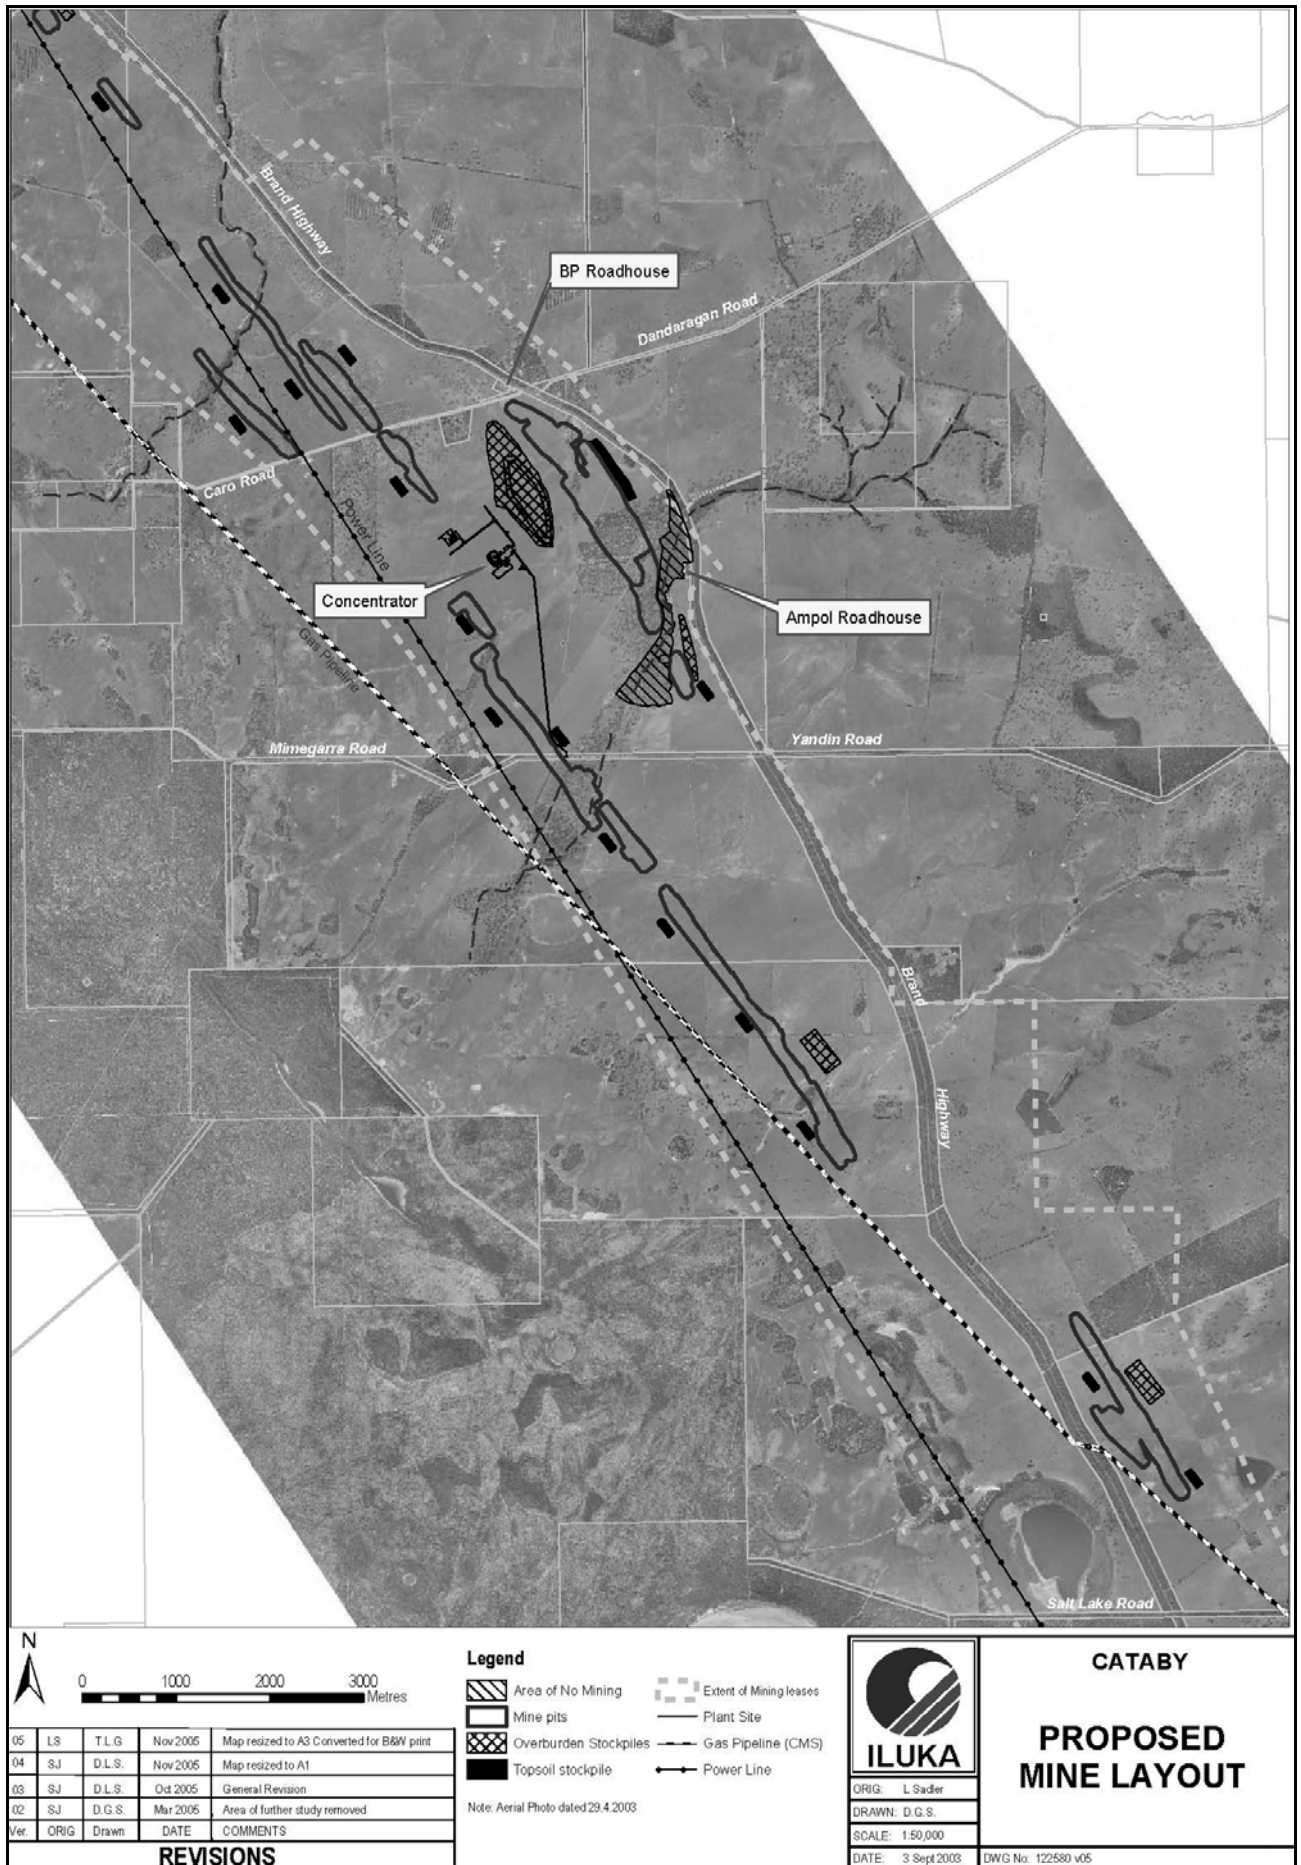 Brand Highway
BP Roadhouse
Dandaragan Road
Caro Road
Power Line
Concentrator
Ampol Roadhouse
Gas Pipeline
1
Mimegarra Road
Yandin Road
Brand
Highway
Salt Lake Road
N
0 1000 2000 3000
Metres
Legend
Area of No Mining
Mine pits
Overburden Stockpiles
Topsoil stockpile
Extent of Mining leases
Plant Site
Gas Pipeline (CMS)
Power Line
Note: Aerial Photo dated 29.4.2003
05 LS T.L.G Nov 2005 Map resized to A3 Converted for B&W print
04 SJ D.L.S. Nov 2005 Map resized to A1
03 SJ D.L.S. Oct 2005 General Revision
02 SJ D.G.S. Mar 2005 Area of further study removed
Ver. ORIG Drawn DATE COMMENTS
REVISIONS
ILUKA
ORIG: L Sadler
DRAWN: D.G.S.
SCALE: 1:50,000
DATE: 3 Sept 2003
CATABY
PROPOSED
MINE LAYOUT
DWG No: 122580 v05